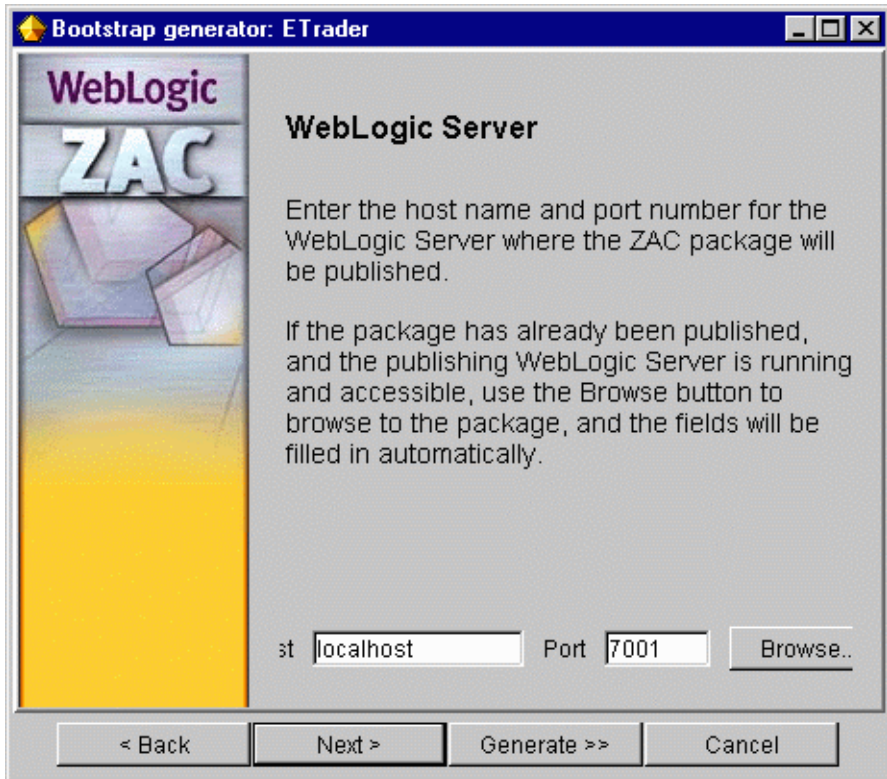 Bootstrap generator: ETrader
WebLogic
ZAC
WebLogic Server
Enter the host name and port number for the
WebLogic Server where the ZAC package will
be published.
If the package has already been published,
and the publishing WebLogic Server is running
and accessible, use the Browse button to
browse to the package, and the fields will be
filled in automatically.
st localhost Port 7001 Browse..
< Back Next > Generate >> Cancel